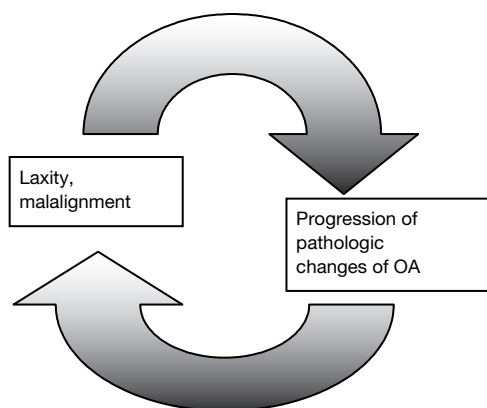 Laxity,
malalignment
Progression of
pathologic
changes of OA